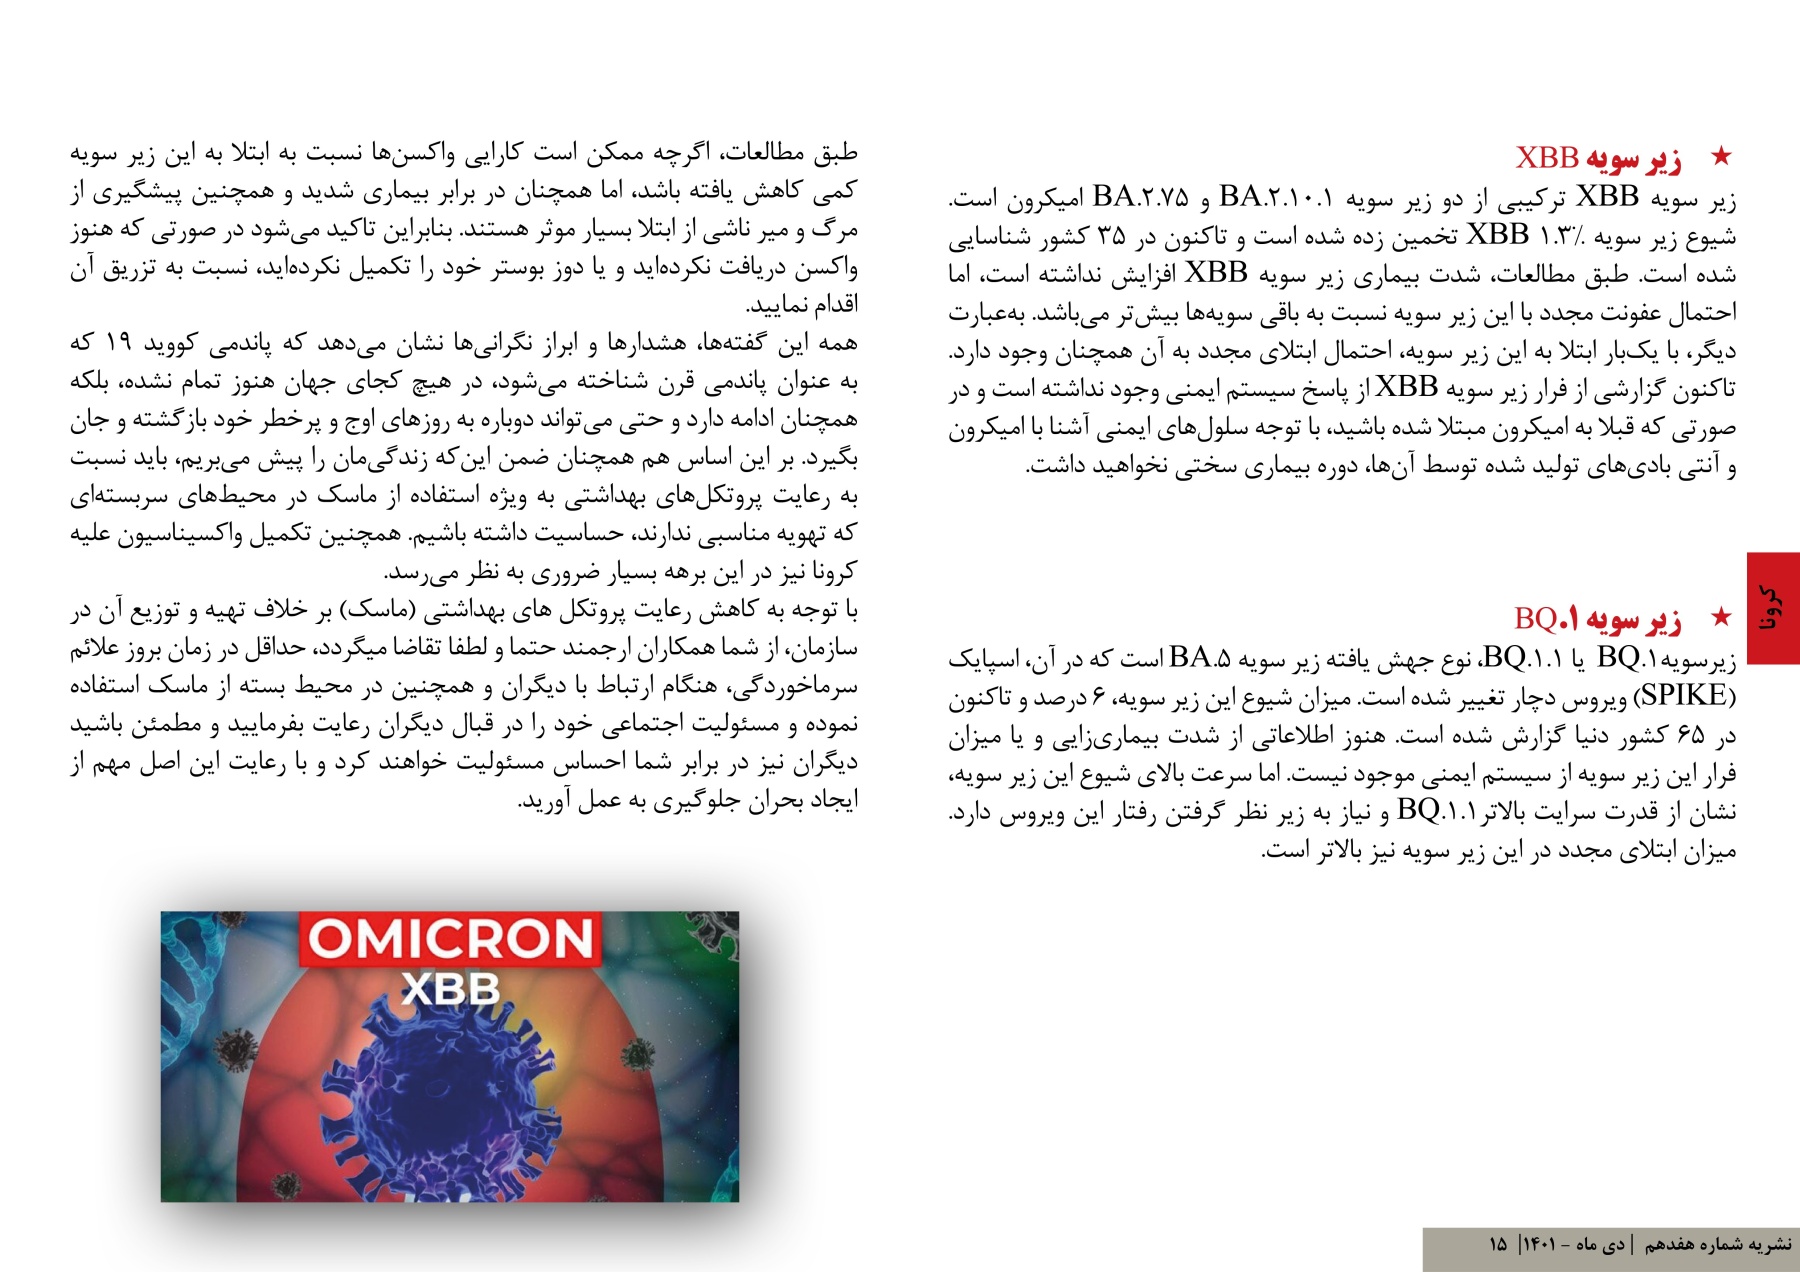 ★ زیر سویه XBB
زیر سویه XBB ترکیبی از دو زیر سویه BA.۲.۱۰.۱ و BA.۲.۷۵ امیکرون است.
شیوع زیر سویه XBB ۱.۳٪ تخمین زده شده است و تاکنون در ۳۵ کشور شناسایی
شده است. طبق مطالعات، شدت بیماری زیر سویه XBB افزایش نداشته است، اما
احتمال عفونت مجدد با این زیر سویه نسبت به باقی سویه‌ها بیش‌تر می‌باشد. به‌عبارت
دیگر، با یک‌بار ابتلا به این زیر سویه، احتمال ابتلای مجدد به آن همچنان وجود دارد.
تاکنون گزارشی از فرار زیر سویه XBB از پاسخ سیستم ایمنی وجود نداشته است و در
صورتی که قبلا به امیکرون مبتلا شده باشید، با توجه سلول‌های ایمنی آشنا با امیکرون
و آنتی بادی‌های تولید شده توسط آن‌ها، دوره بیماری سختی نخواهید داشت.
★ زیر سویه BQ.۱
زیرسویه BQ.۱ یا BQ.۱.۱، نوع جهش یافته زیر سویه BA.۵ است که در آن، اسپایک
(SPIKE) ویروس دچار تغییر شده است. میزان شیوع این زیر سویه، ۶ درصد و تاکنون
در ۶۵ کشور دنیا گزارش شده است. هنوز اطلاعاتی از شدت بیماری‌زایی و یا میزان
فرار این زیر سویه از سیستم ایمنی موجود نیست. اما سرعت بالای شیوع این زیر سویه،
نشان از قدرت سرایت بالاتر BQ.۱.۱ و نیاز به زیر نظر گرفتن رفتار این ویروس دارد.
میزان ابتلای مجدد در این زیر سویه نیز بالاتر است.
کرونا
طبق مطالعات، اگرچه ممکن است کارایی واکسن‌ها نسبت به ابتلا به این زیر سویه
کمی کاهش یافته باشد، اما همچنان در برابر بیماری شدید و همچنین پیشگیری از
مرگ و میر ناشی از ابتلا بسیار موثر هستند. بنابراین تاکید می‌شود در صورتی که هنوز
واکسن دریافت نکرده‌اید و یا دوز بوستر خود را تکمیل نکرده‌اید، نسبت به تزریق آن
اقدام نمایید.
همه این گفته‌ها، هشدارها و ابراز نگرانی‌ها نشان می‌دهد که پاندمی کووید ۱۹ که
به عنوان پاندمی قرن شناخته می‌شود، در هیچ کجای جهان هنوز تمام نشده، بلکه
همچنان ادامه دارد و حتی می‌تواند دوباره به روزهای اوج و پرخطر خود بازگشته و جان
بگیرد. بر این اساس هم همچنان ضمن این‌که زندگی‌مان را پیش می‌بریم، باید نسبت
به رعایت پروتکل‌های بهداشتی به ویژه استفاده از ماسک در محیط‌های سربسته‌ای
که تهویه مناسبی ندارند، حساسیت داشته باشیم. همچنین تکمیل واکسیناسیون علیه
کرونا نیز در این برهه بسیار ضروری به نظر می‌رسد.
با توجه به کاهش رعایت پروتکل های بهداشتی (ماسک) بر خلاف تهیه و توزیع آن در
سازمان، از شما همکاران ارجمند حتما و لطفا تقاضا میگردد، حداقل در زمان بروز علائم
سرماخوردگی، هنگام ارتباط با دیگران و همچنین در محیط بسته از ماسک استفاده
نموده و مسئولیت اجتماعی خود را در قبال دیگران رعایت بفرمایید و مطمئن باشید
دیگران نیز در برابر شما احساس مسئولیت خواهند کرد و با رعایت این اصل مهم از
ایجاد بحران جلوگیری به عمل آورید.
OMICRON
XBB
نشریه شماره هفدهم | دی ماه - ۱۴۰۱| ۱۵